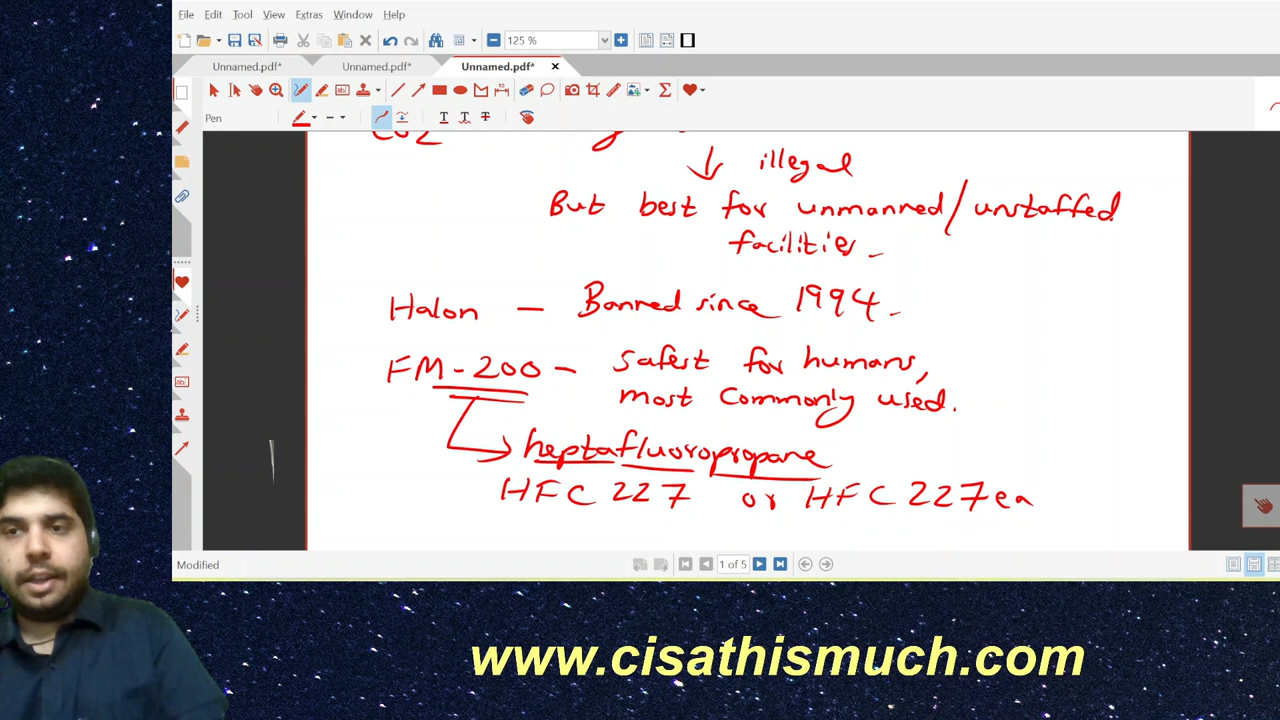 File Edit Tool View Extras Window Help
125 %
Unnamed.pdf* Unnamed.pdf* Unnamed.pdf*
Pen
CO2
illegal
But best for unmanned/unstaffed
facilities.
Halon - Banned since 1994.
FM-200 - safest for humans,
most commonly used.
heptafluoropropane
HFC 227 or HFC 227ea
Modified
1 of 5
www.cisathismuch.com